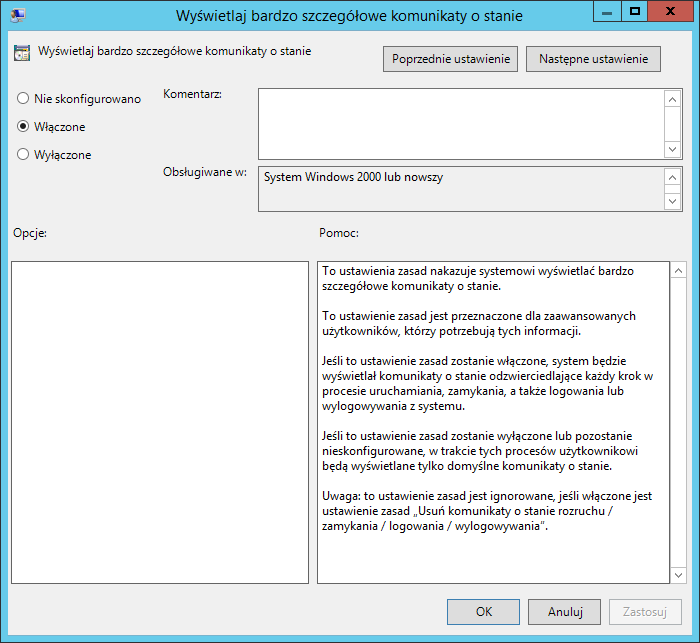 Wyświetlaj bardzo szczegółowe komunikaty o stanie
Wyświetlaj bardzo szczegółowe komunikaty o stanie
Poprzednie ustawienie
Następne ustawienie
Nie skonfigurowano
Włączone
Wyłączone
Komentarz:
Obsługiwane w:
System Windows 2000 lub nowszy
Opcje:
Pomoc:
To ustawienia zasad nakazuje systemowi wyświetlać bardzo
szczegółowe komunikaty o stanie.
To ustawienie zasad jest przeznaczone dla zaawansowanych
użytkowników, którzy potrzebują tych informacji.
Jeśli to ustawienie zasad zostanie włączone, system będzie
wyświetlał komunikaty o stanie odzwierciedlające każdy krok w
procesie uruchamiania, zamykania, a także logowania lub
wylogowywania z systemu.
Jeśli to ustawienie zasad zostanie wyłączone lub pozostanie
nieskonfigurowane, w trakcie tych procesów użytkownikowi
będą wyświetlane tylko domyślne komunikaty o stanie.
Uwaga: to ustawienie zasad jest ignorowane, jeśli włączone jest
ustawienie zasad „Usuń komunikaty o stanie rozruchu /
zamykania / logowania / wylogowywania”.
OK
Anuluj
Zastosuj